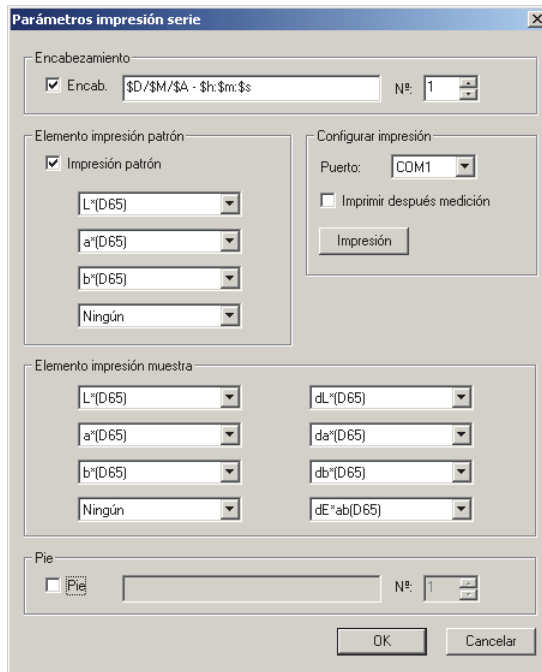 Parámetros impresión serie
Encabezamiento
Encab. $D/$M/$A - $h:$m:$s Nº: 1
Elemento impresión patrón
Impresión patrón
L*(D65)
a*(D65)
b*(D65)
Ningún
Configurar impresión
Puerto: COM1
Imprimir después medición
Impresión
Elemento impresión muestra
L*(D65) dL*(D65)
a*(D65) da*(D65)
b*(D65) db*(D65)
Ningún dE*ab(D65)
Pie
Pie Nº: 1
OK Cancelar